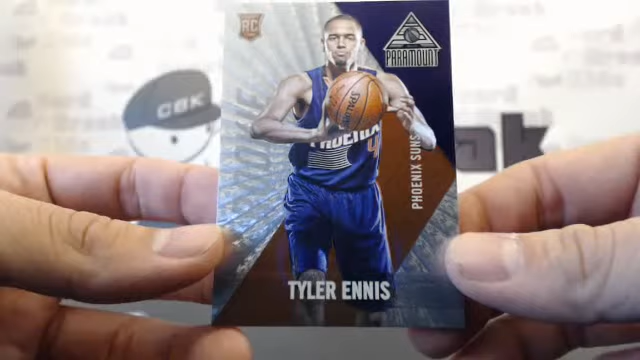 RC
PARAMOUNT
CBK
Spalding
PHOENIX
4
PHOENIX SUNS
TYLER ENNIS